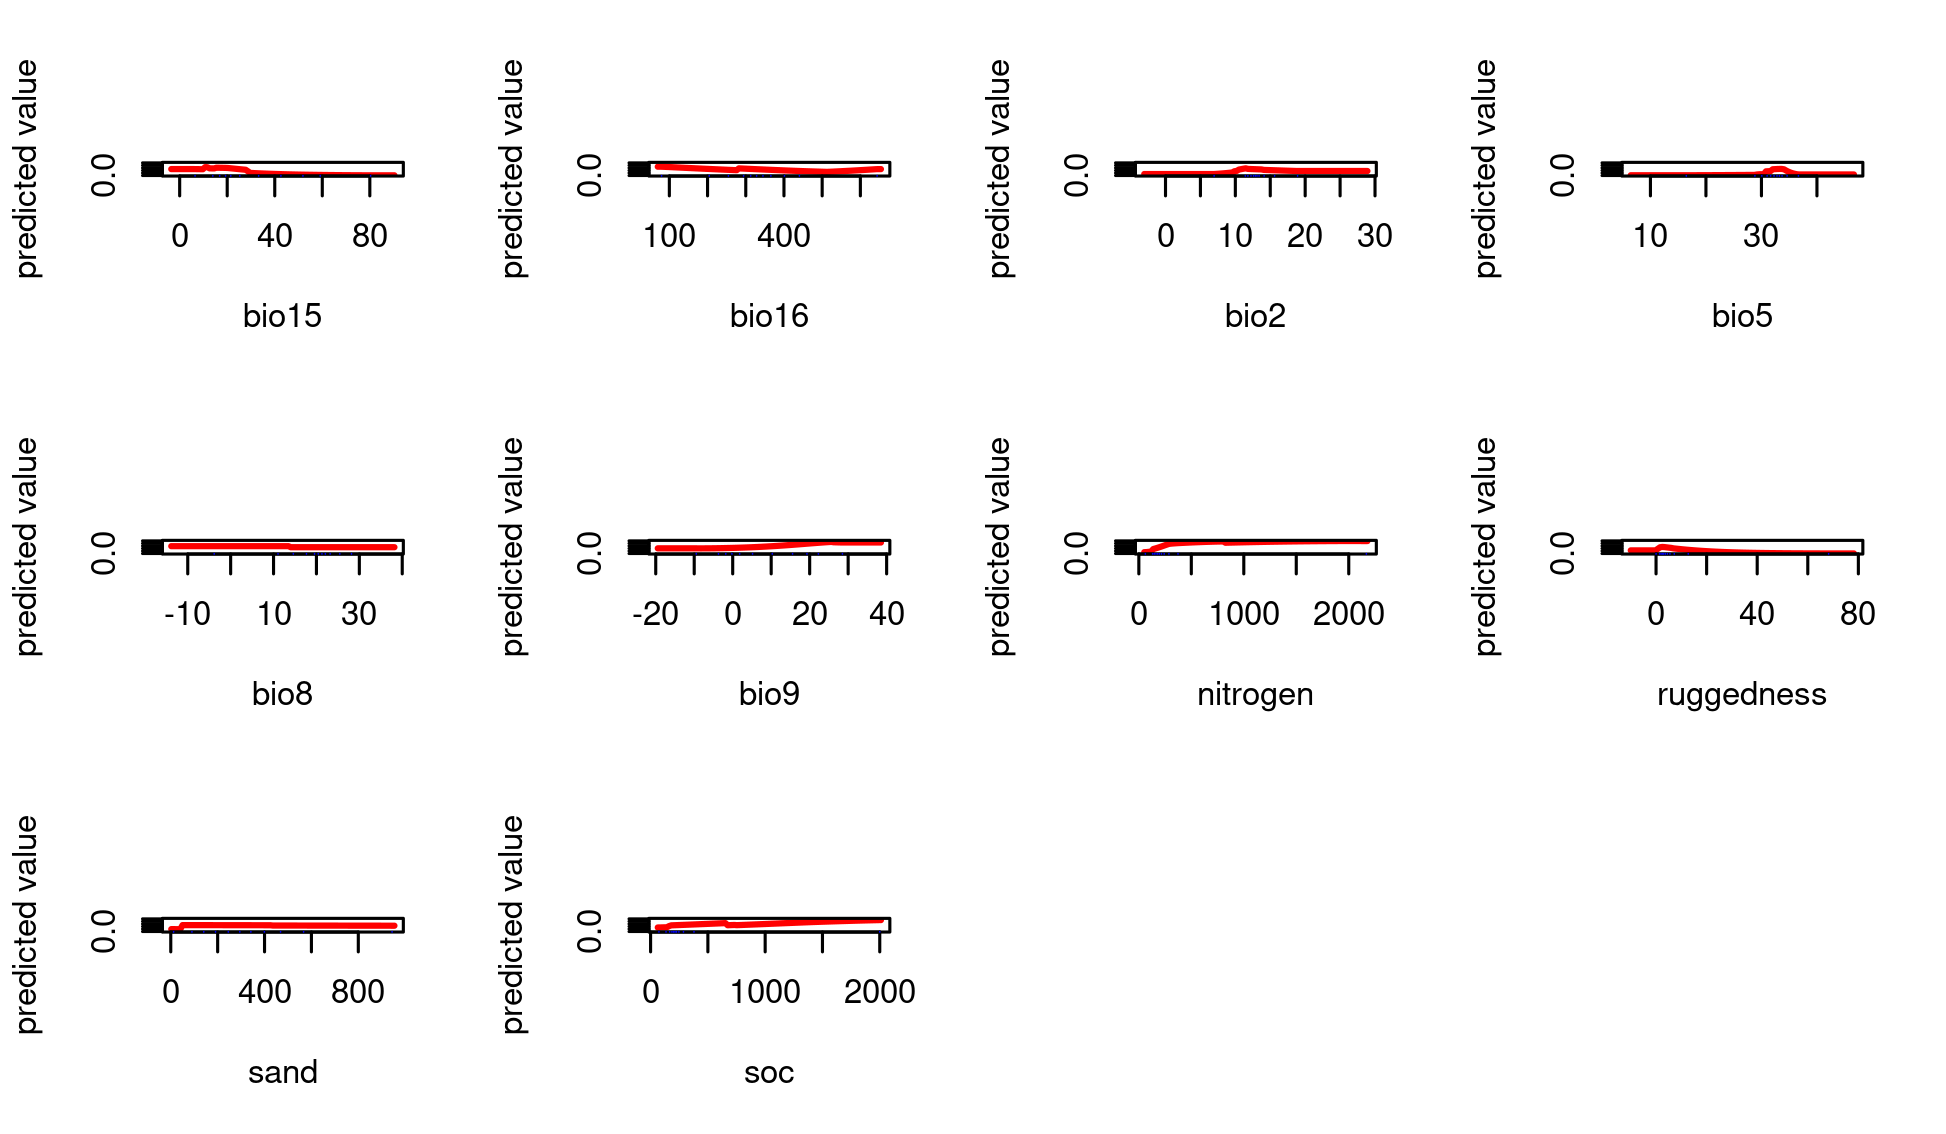 predicted value
0.0
0 40 80
bio15
predicted value
0.0
100 400
bio16
predicted value
0.0
0 10 20 30
bio2
predicted value
0.0
10 30
bio5
predicted value
0.0
-10 10 30
bio8
predicted value
0.0
-20 0 20 40
bio9
predicted value
0.0
0 1000 2000
nitrogen
predicted value
0.0
0 40 80
ruggedness
predicted value
0.0
0 400 800
sand
predicted value
0.0
0 1000 2000
soc